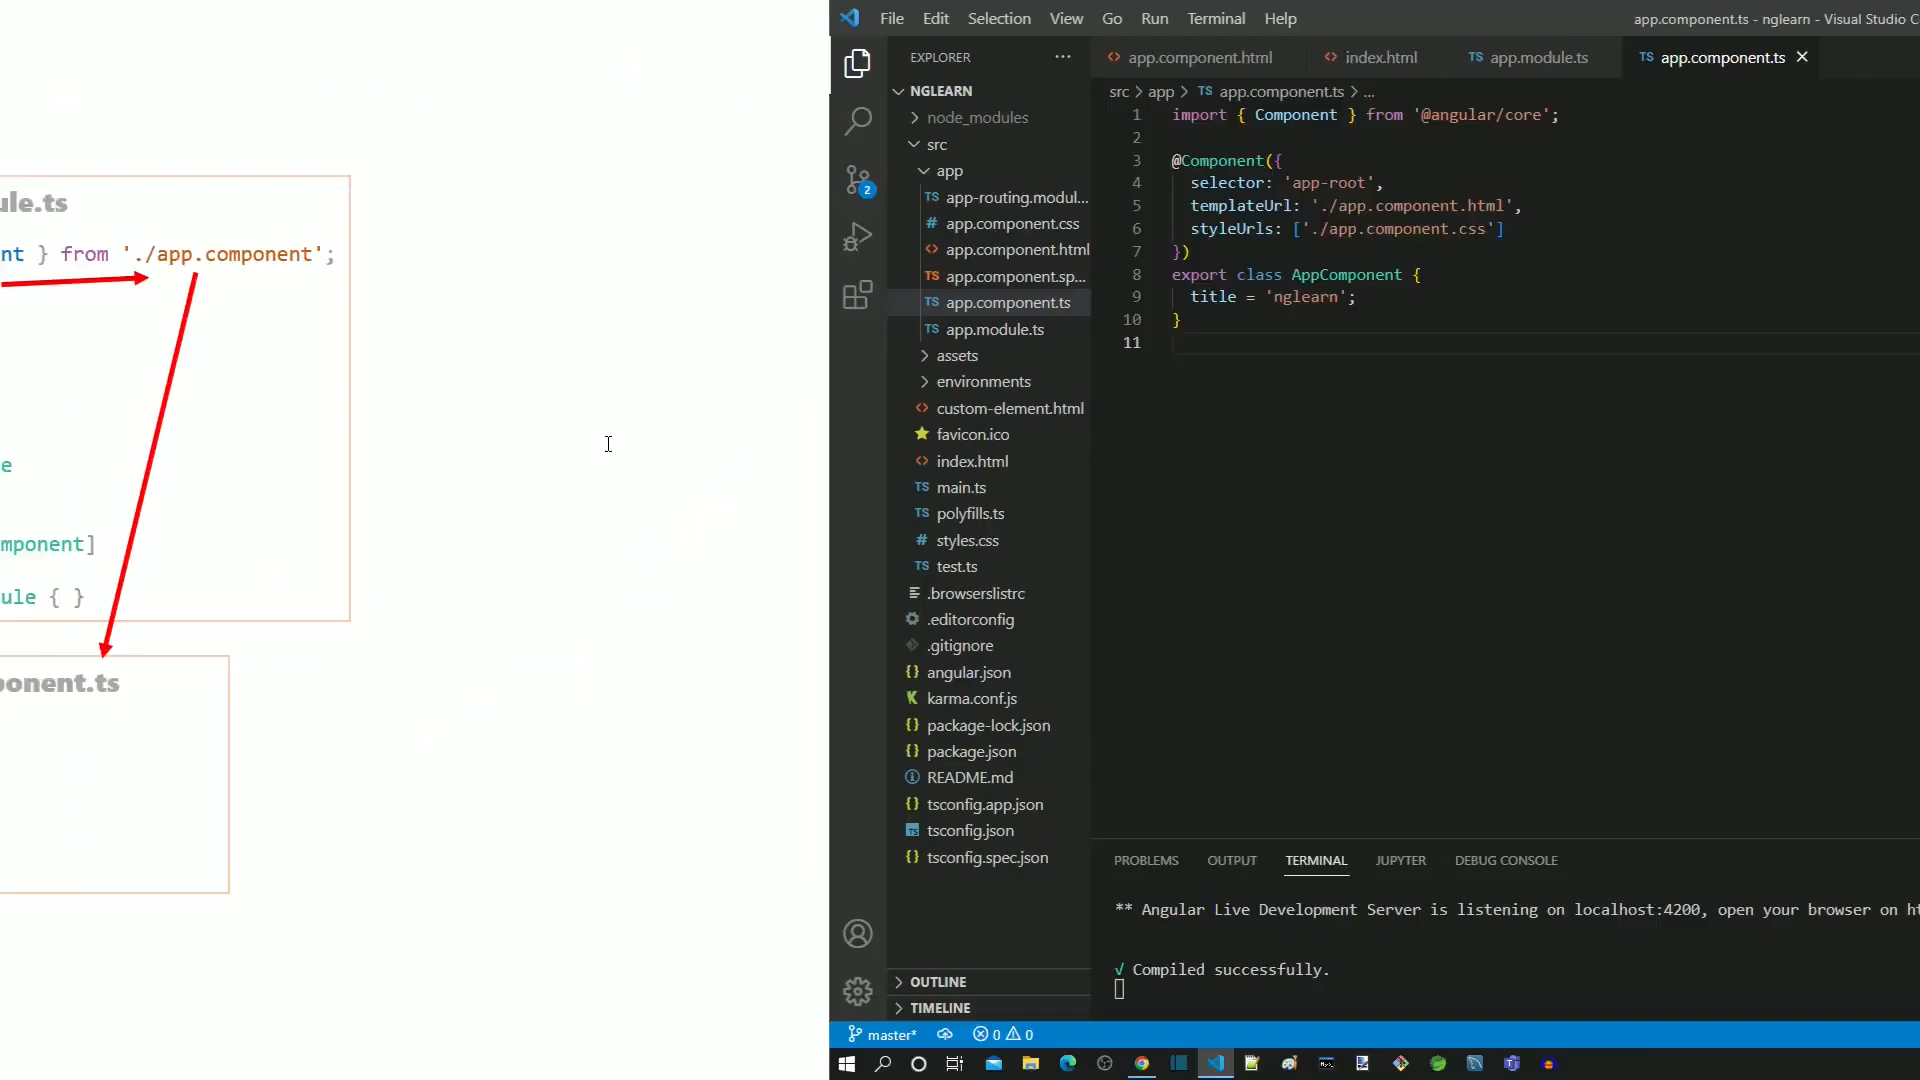 ule.ts
nt } from './app.component';
e
mponent]
ule { }
ponent.ts
File Edit Selection View Go Run Terminal Help
app.component.ts - nglearn - Visual Studio C
EXPLORER ...
NGLEARN
node_modules
src
app
TS app-routing.modul...
# app.component.css
<> app.component.html
TS app.component.sp...
TS app.component.ts
TS app.module.ts
assets
environments
<> custom-element.html
favicon.ico
<> index.html
TS main.ts
TS polyfills.ts
# styles.css
TS test.ts
.browserslistrc
.editorconfig
.gitignore
{} angular.json
K karma.conf.js
{} package-lock.json
{} package.json
README.md
{} tsconfig.app.json
TS tsconfig.json
{} tsconfig.spec.json
OUTLINE
TIMELINE
2
<> app.component.html <> index.html TS app.module.ts TS app.component.ts ×
src > app > TS app.component.ts > ...
1 import { Component } from '@angular/core';
2
3 @Component({
4 selector: 'app-root',
5 templateUrl: './app.component.html',
6 styleUrls: ['./app.component.css']
7 })
8 export class AppComponent {
9 title = 'nglearn';
10 }
11
PROBLEMS OUTPUT TERMINAL JUPYTER DEBUG CONSOLE
** Angular Live Development Server is listening on localhost:4200, open your browser on ht
√ Compiled successfully.
master* 0 0